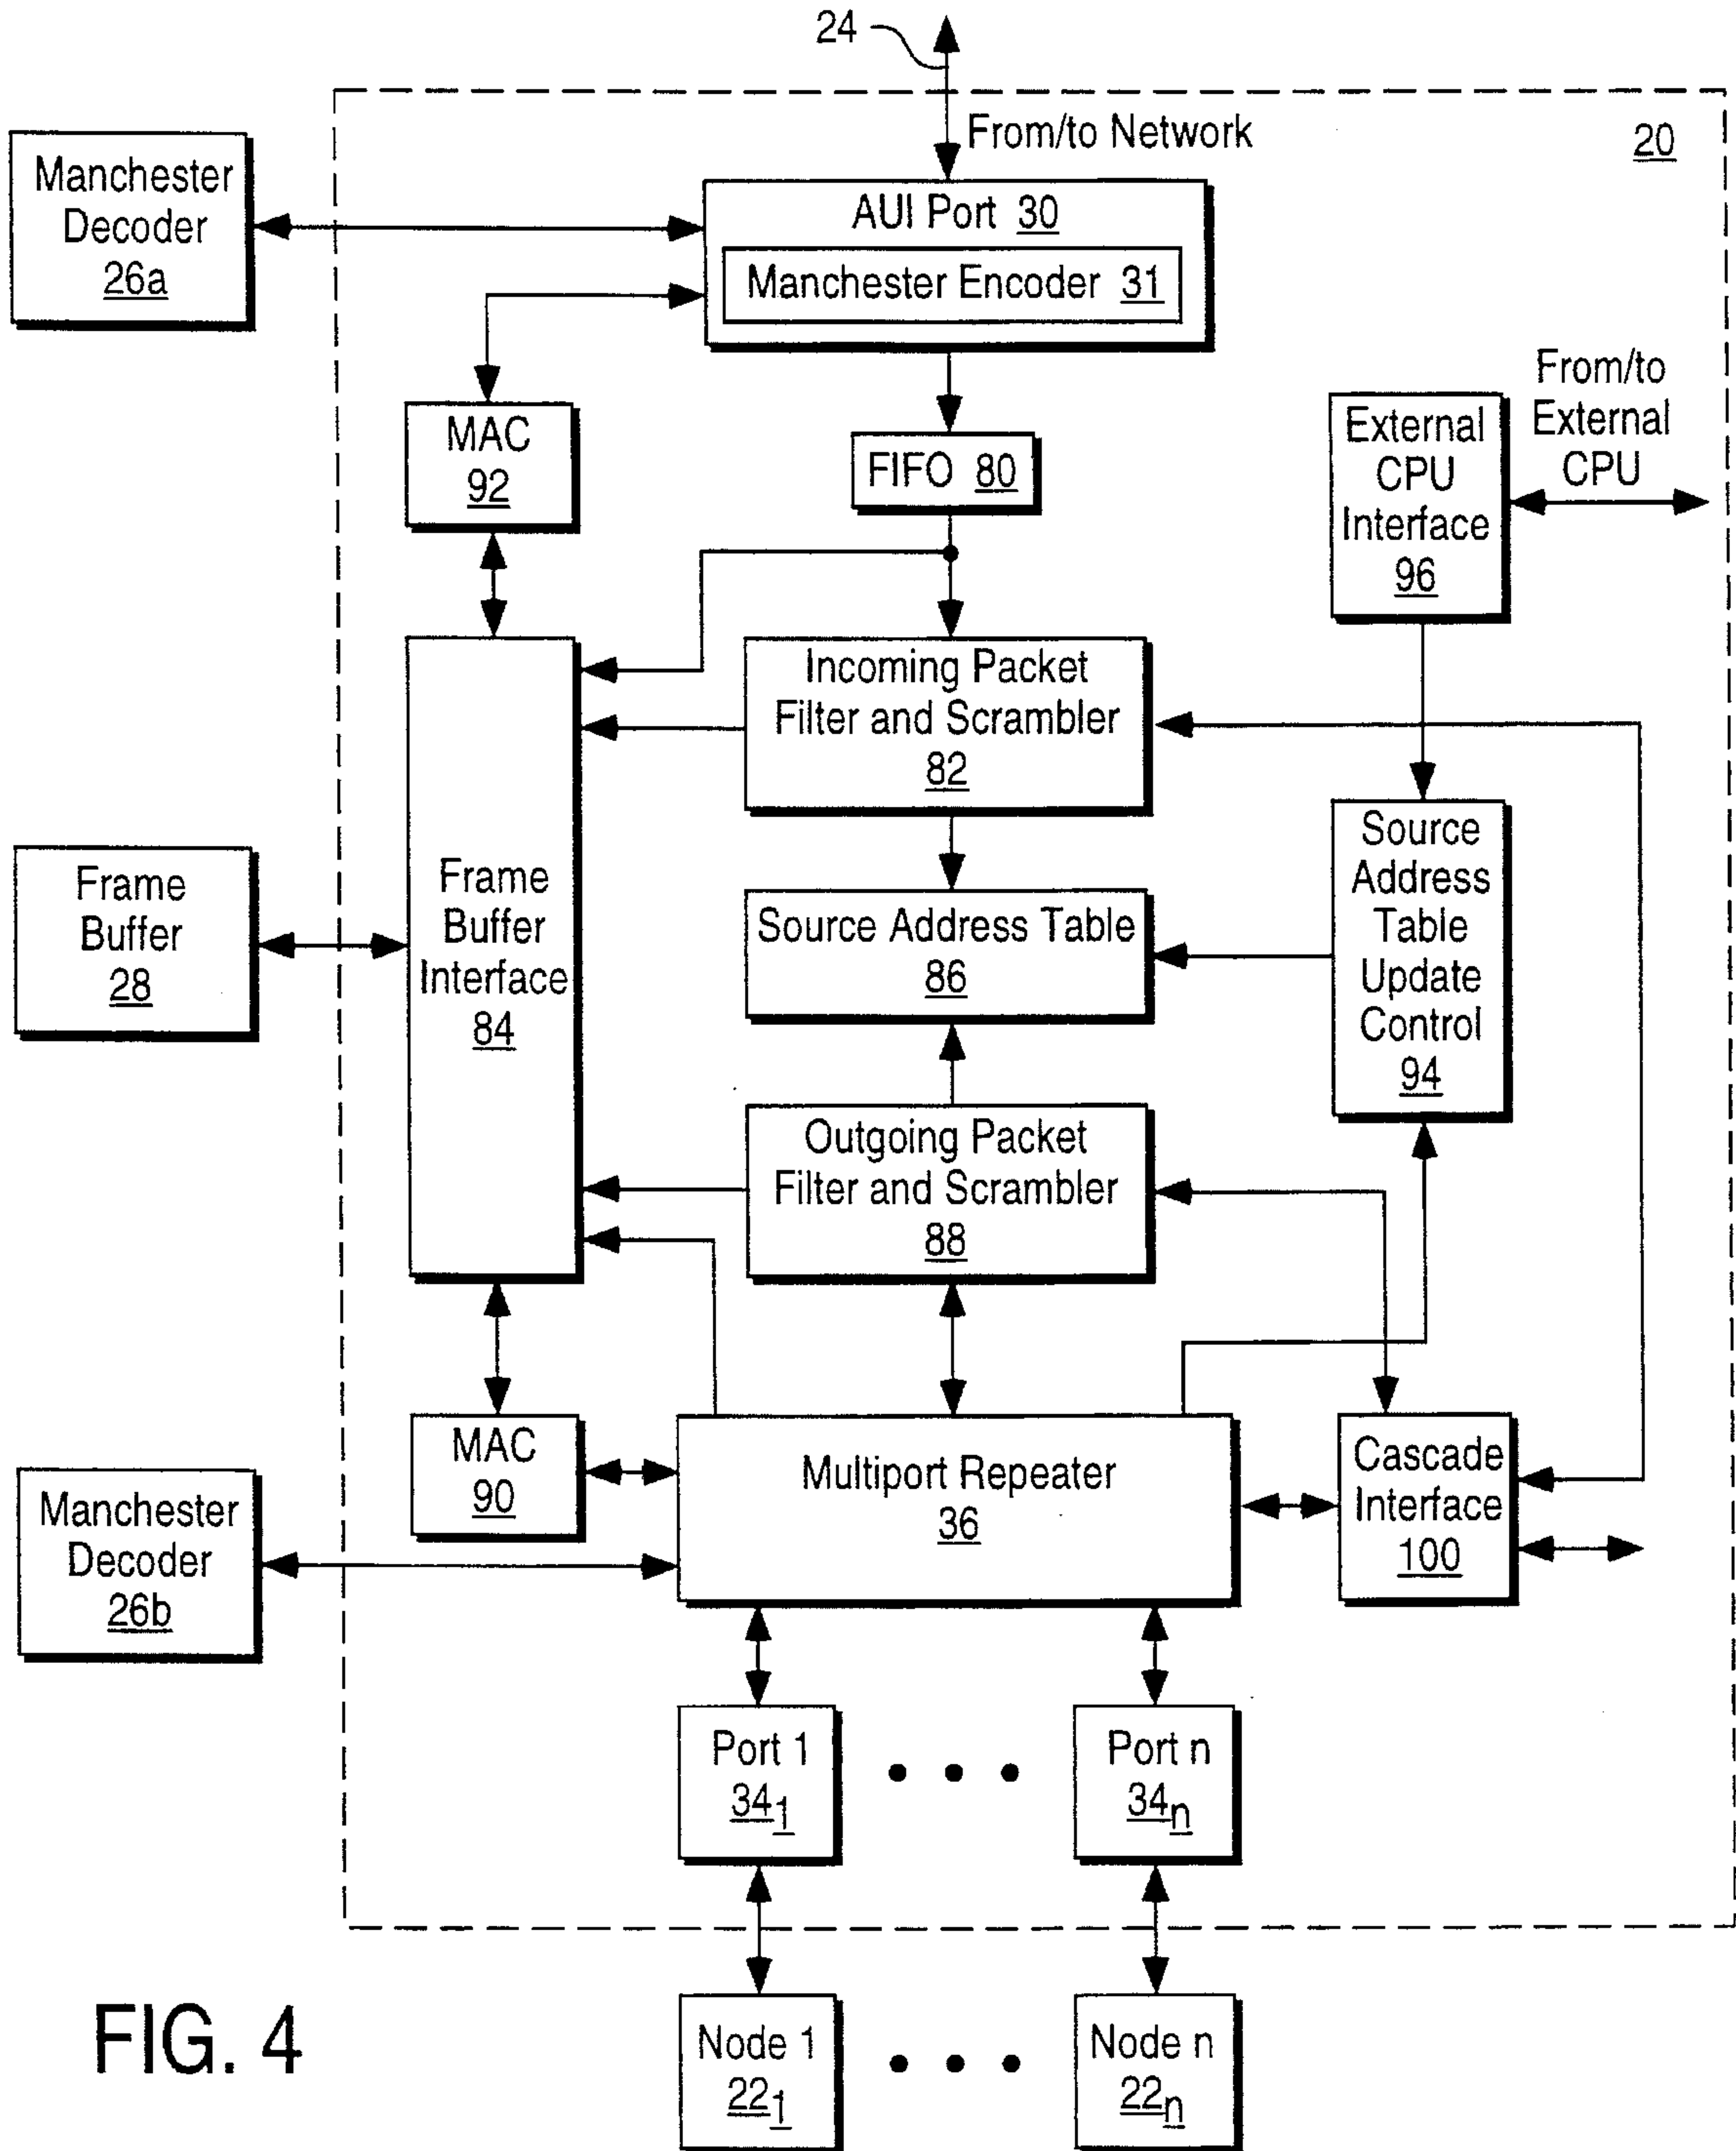 24
From/to Network
20
Manchester
Decoder
26a
AUI Port 30
Manchester Encoder 31
MAC
92
FIFO 80
External
CPU
Interface
96
From/to
External
CPU
Incoming Packet
Filter and Scrambler
82
Source
Address
Table
Update
Control
94
Frame
Buffer
28
Frame
Buffer
Interface
84
Source Address Table
86
Outgoing Packet
Filter and Scrambler
88
MAC
90
Multiport Repeater
36
Cascade
Interface
100
Manchester
Decoder
26b
Port 1
34₁
Port n
34ₙ
Node 1
22₁
Node n
22ₙ
FIG. 4